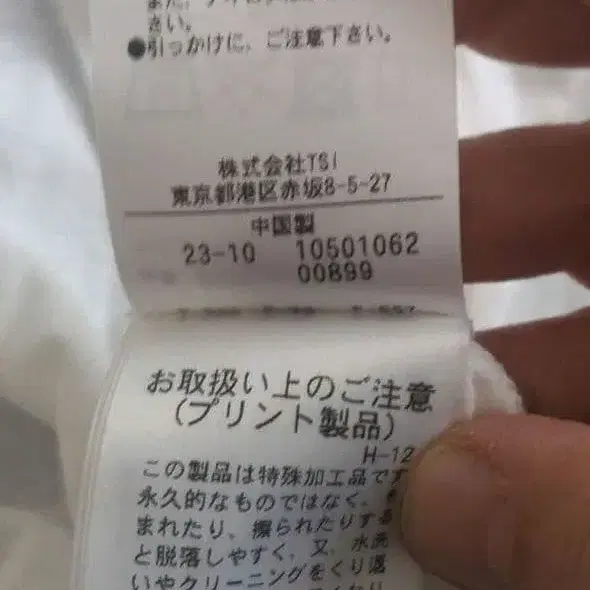 さい。
●引っかけに、ご注意下さい。
株式会社TSI
東京都港区赤坂8-5-27
中国製
23-10 10501062
00899
お取扱い上のご注意
（プリント製品）
H-12
この製品は特殊加工品です
永久的なものではなく、
まれたり、擦られたりする
と脱落しやすく、又、水洗
いやクリーニングをくり返